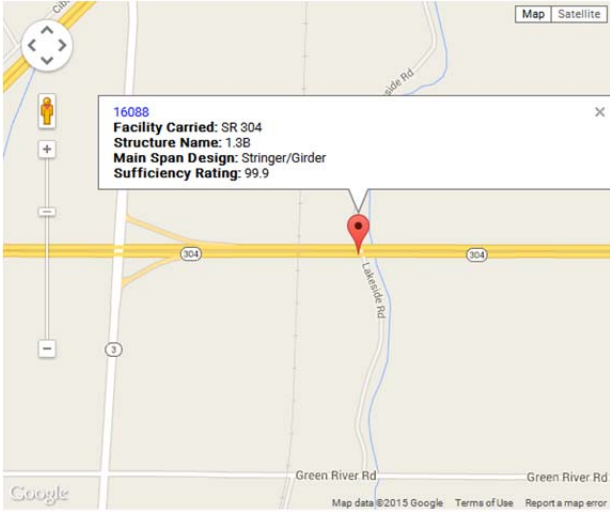 Cib
Map Satellite
eside Rd
16088
Facility Carried: SR 304
Structure Name: 1.3B
Main Span Design: Stringer/Girder
Sufficiency Rating: 99.9
304
304
Lakeside Rd
3
Green River Rd
Green River Rd
Google
Map data ©2015 Google Terms of Use Report a map error